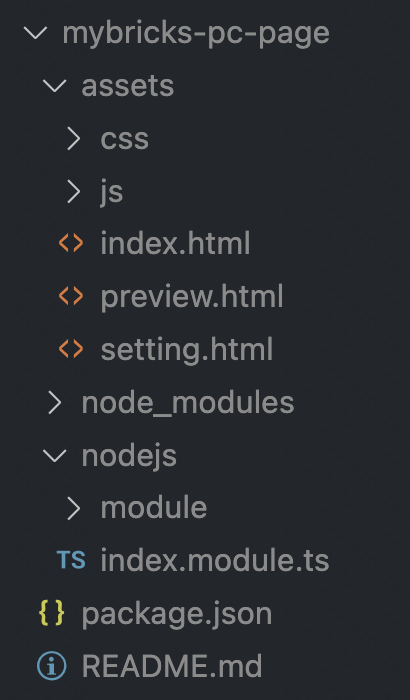 mybricks-pc-page
assets
css
js
<> index.html
<> preview.html
<> setting.html
node_modules
nodejs
module
TS index.module.ts
{} package.json
README.md